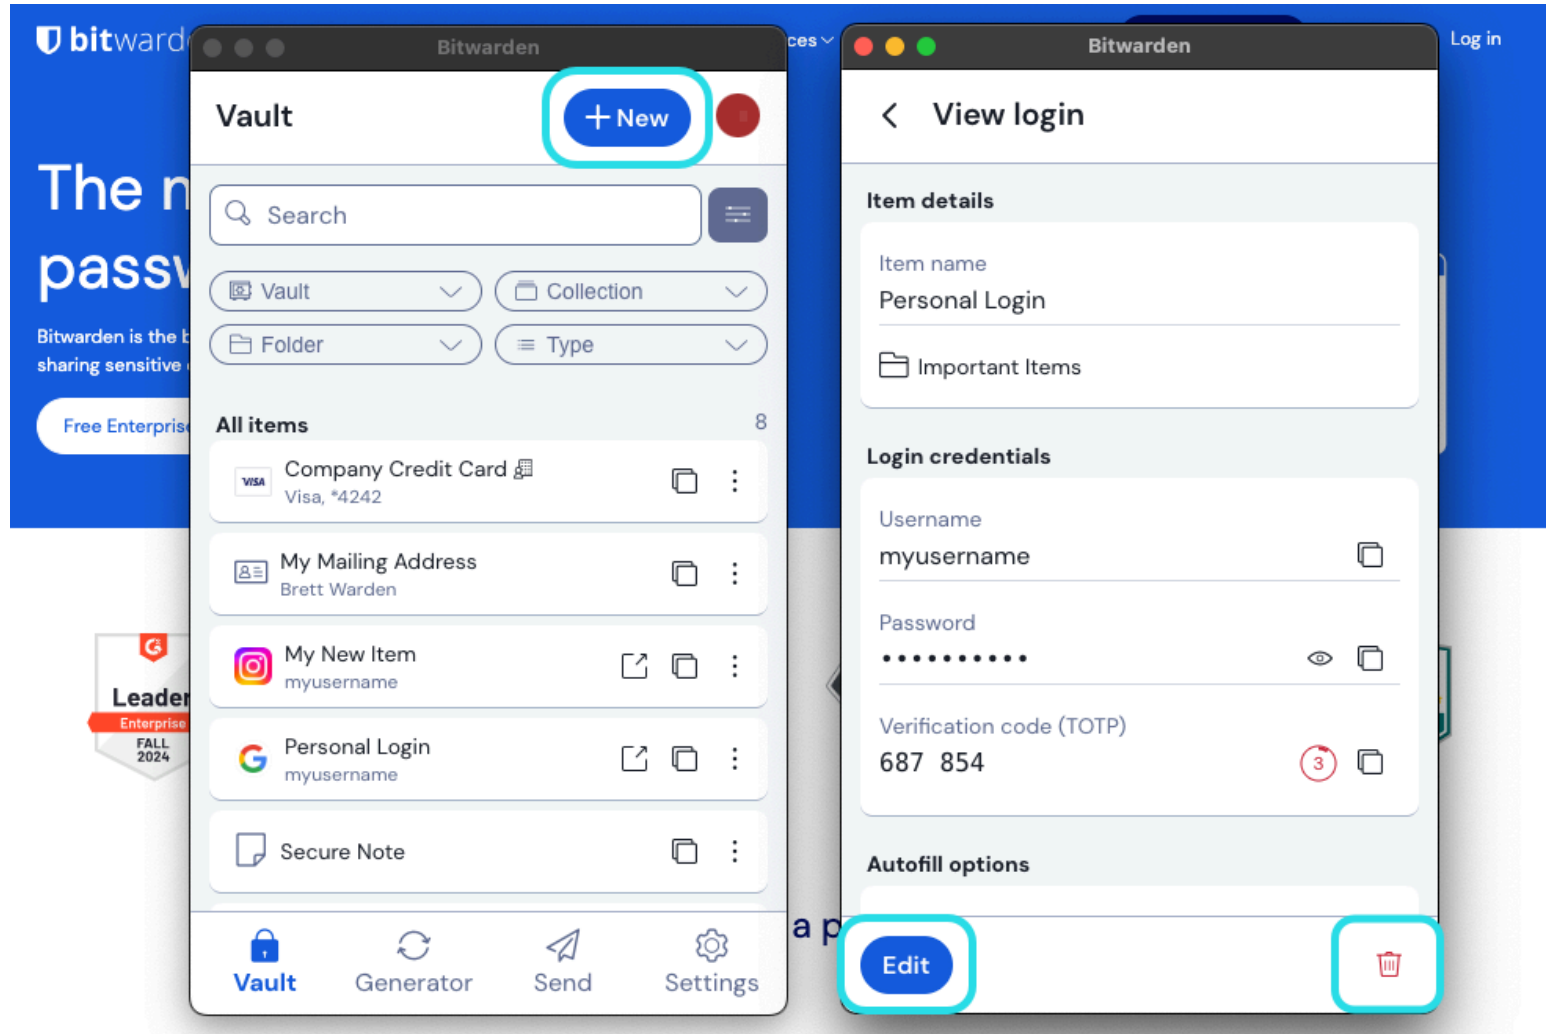 bitward
ces
Log in
The m
passw
Bitwarden is the b
sharing sensitive
Free Enterprise
Leader
Enterprise
FALL
2024
a p
Bitwarden
Vault
+ New
Search
Vault
Collection
Folder
Type
All items
8
VISA
Company Credit Card
Visa, *4242
My Mailing Address
Brett Warden
My New Item
myusername
Personal Login
myusername
Secure Note
Vault
Generator
Send
Settings
Bitwarden
View login
Item details
Item name
Personal Login
Important Items
Login credentials
Username
myusername
Password
••••••••••
Verification code (TOTP)
687 854
3
Autofill options
Edit